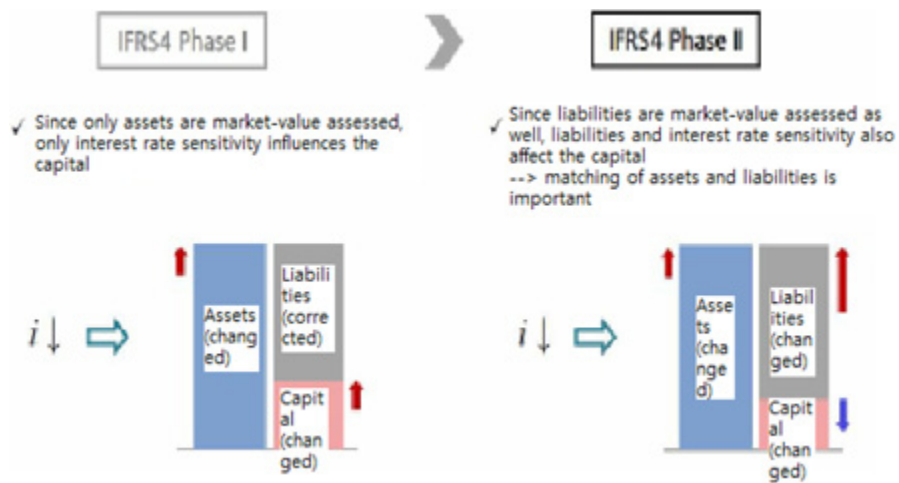 IFRS4 Phase I
IFRS4 Phase II
✓ Since only assets are market-value assessed,
only interest rate sensitivity influences the
capital
✓ Since liabilities are market-value assessed as
well, liabilities and interest rate sensitivity also
affect the capital
--> matching of assets and liabilities is
important
i ↓
Assets
(chang
ed)
Liabili
ties
(corre
cted)
Capit
al
(chan
ged)
i ↓
Asse
ts
(cha
nge
d)
Liabil
ities
(chan
ged)
Capit
al
(chan
ged)